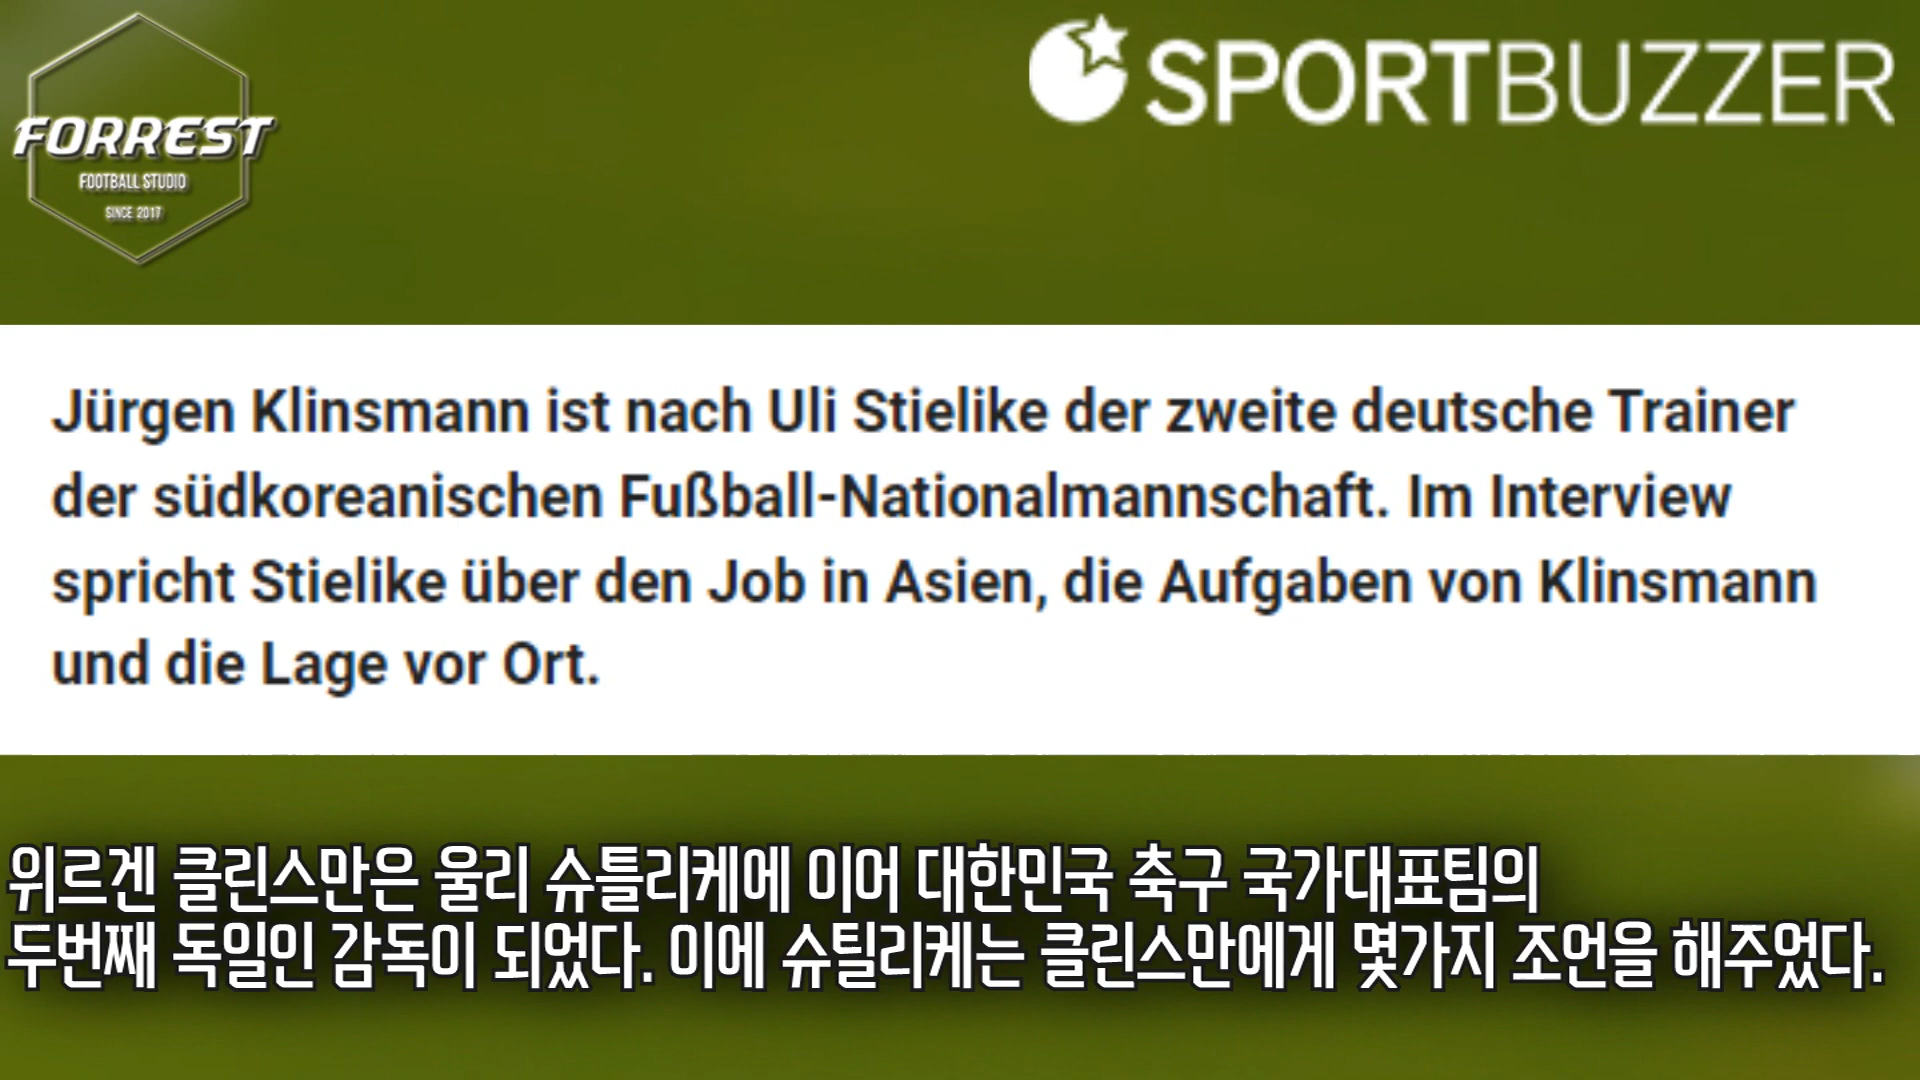 FORREST
FOOTBALL STUDIO
SINCE 2017
SPORTBUZZER
Jürgen Klinsmann ist nach Uli Stielike der zweite deutsche Trainer
der südkoreanischen Fußball-Nationalmannschaft. Im Interview
spricht Stielike über den Job in Asien, die Aufgaben von Klinsmann
und die Lage vor Ort.
위르겐 클린스만은 울리 슈틀리케에 이어 대한민국 축구 국가대표팀의
두번째 독일인 감독이 되었다. 이에 슈틸리케는 클린스만에게 몇가지 조언을 해주었다.